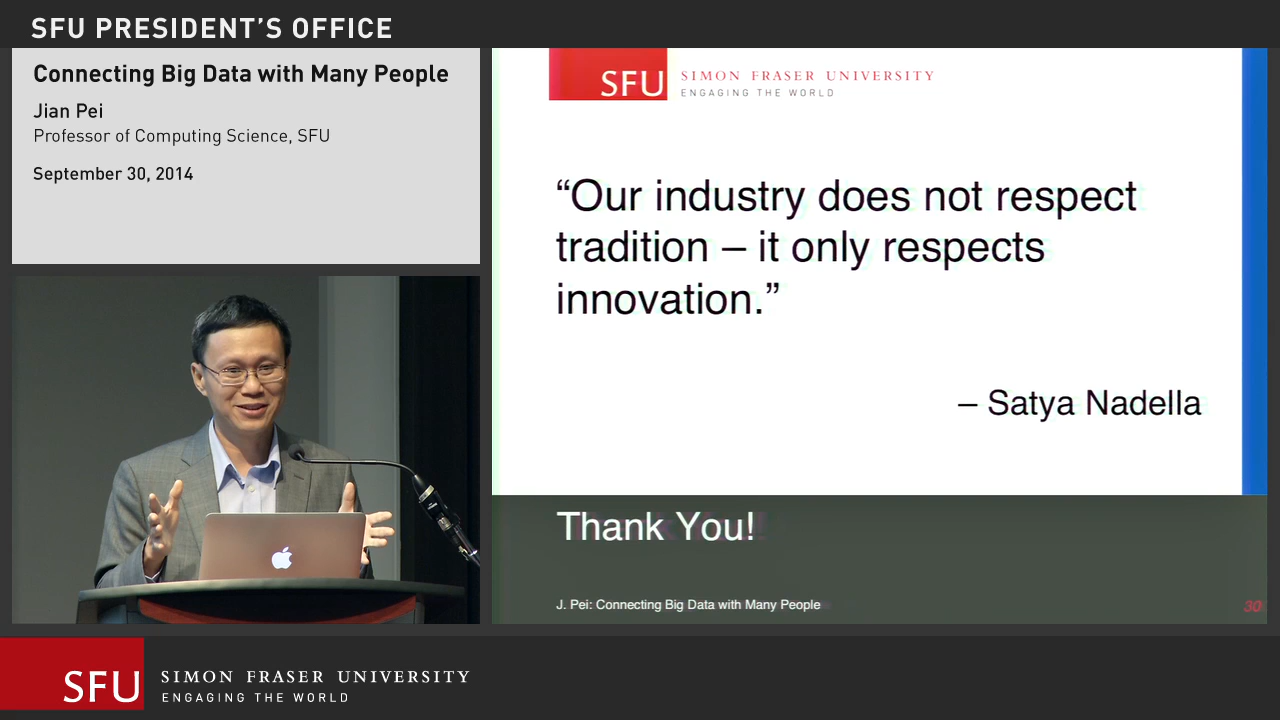 SFU PRESIDENT'S OFFICE
Connecting Big Data with Many People
Jian Pei
Professor of Computing Science, SFU
September 30, 2014
SFU SIMON FRASER UNIVERSITY
ENGAGING THE WORLD
“Our industry does not respect
tradition – it only respects
innovation.”
– Satya Nadella
Thank You!
J. Pei: Connecting Big Data with Many People
30
SFU SIMON FRASER UNIVERSITY
ENGAGING THE WORLD